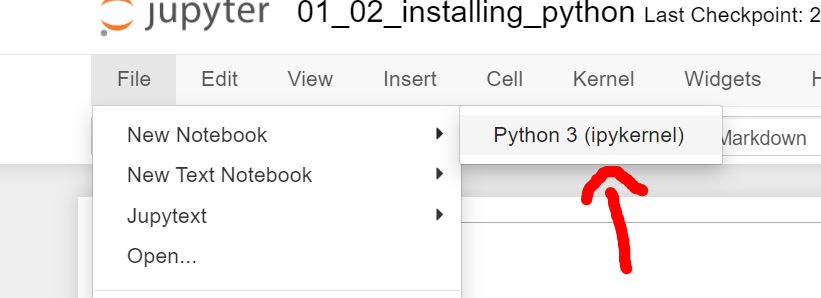 jupyter 01_02_installing_python Last Checkpoint: 2
File Edit View Insert Cell Kernel Widgets H
New Notebook Python 3 (ipykernel) Markdown
New Text Notebook
Jupytext
Open...